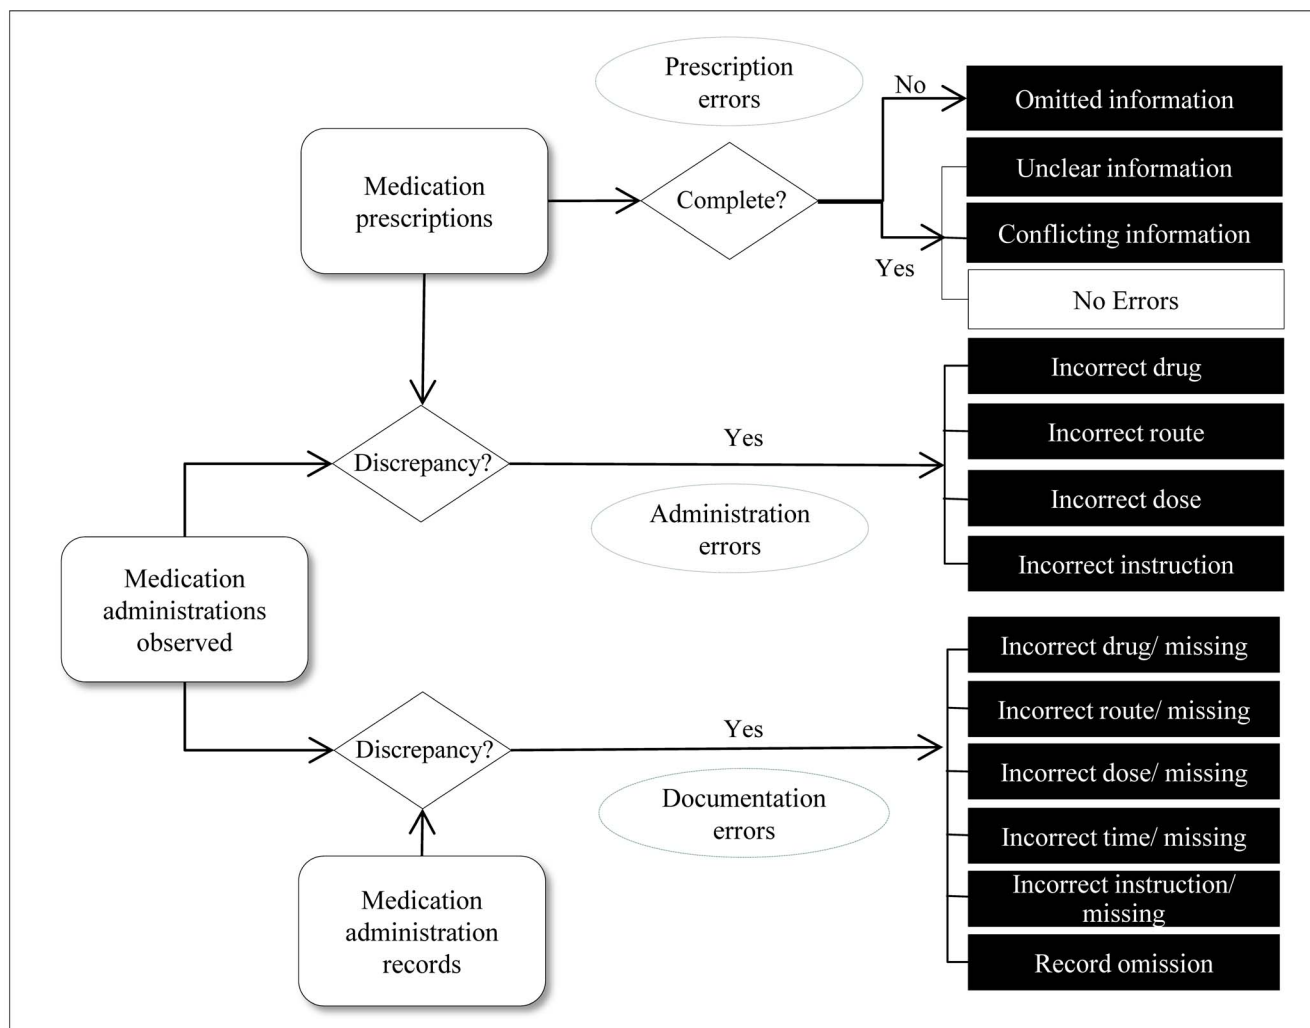 Prescription
errors
No
Omitted information
Medication
prescriptions
Complete?
Unclear information
Conflicting information
Yes
No Errors
Incorrect drug
Yes
Incorrect route
Discrepancy?
Administration
errors
Incorrect dose
Incorrect instruction
Medication
administrations
observed
Incorrect drug/ missing
Yes
Incorrect route/ missing
Discrepancy?
Documentation
errors
Incorrect dose/ missing
Incorrect time/ missing
Medication
administration
records
Incorrect instruction/
missing
Record omission